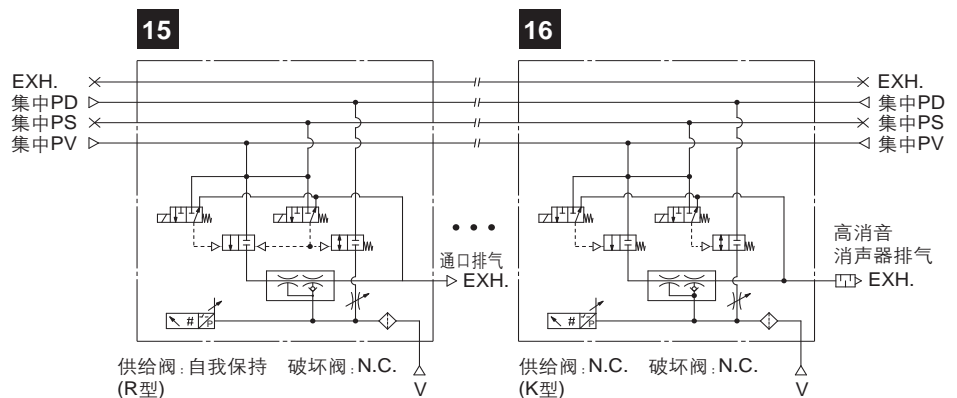 15
16
EXH.
集中PD
集中PS
集中PV
EXH.
集中PD
集中PS
集中PV
•••
通口排气
EXH.
高消音
消声器排气
EXH.
# P
# P
供给阀:自我保持 破坏阀:N.C.
(R型)
V
供给阀:N.C. 破坏阀:N.C.
(K型)
V